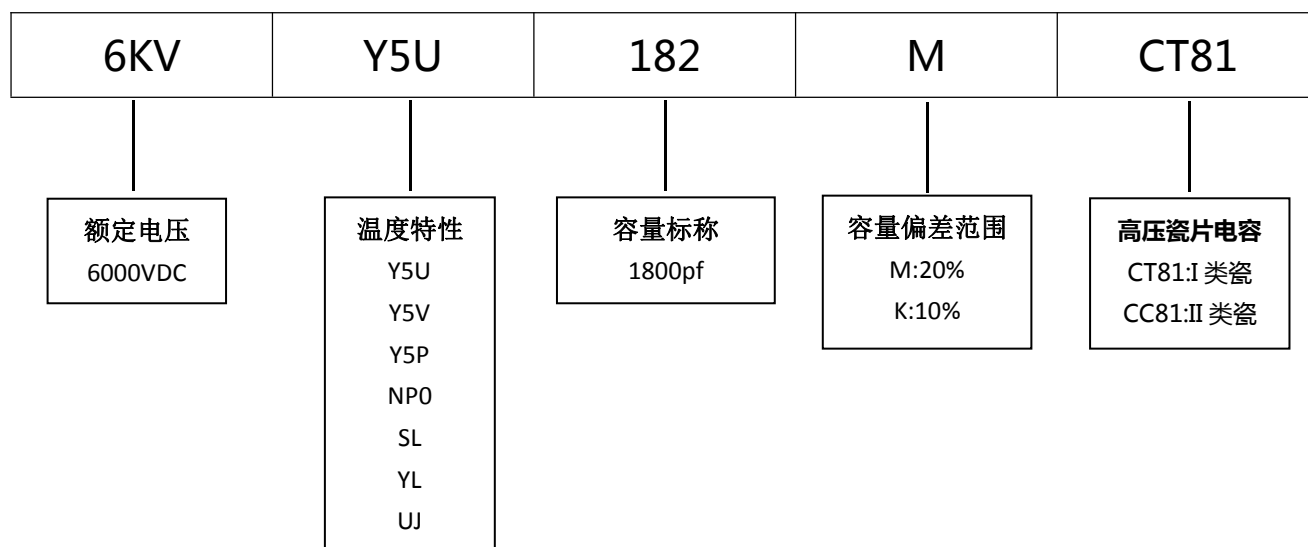 6KV Y5U 182 M CT81
额定电压
6000VDC
温度特性
Y5U
Y5V
Y5P
NP0
SL
YL
UJ
容量标称
1800pf
容量偏差范围
M:20%
K:10%
高压瓷片电容
CT81:I 类瓷
CC81:II 类瓷